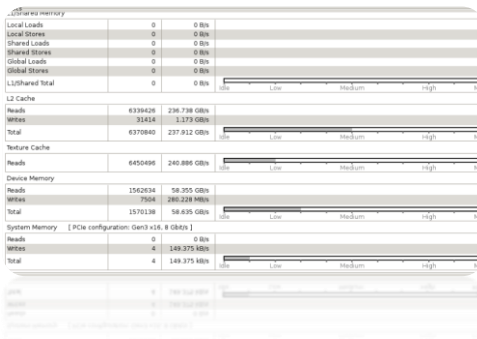 L1/Shared Memory
Local Loads 0 0 B/s
Local Stores 0 0 B/s
Shared Loads 0 0 B/s
Shared Stores 0 0 B/s
Global Loads 0 0 B/s
Global Stores 0 0 B/s
L1/Shared Total 0 0 B/s
Idle Low Medium High
L2 Cache
Reads 6339426 236.738 GB/s
Writes 31414 1.173 GB/s
Total 6370840 237.912 GB/s
Idle Low Medium High
Texture Cache
Reads 6450496 240.886 GB/s
Idle Low Medium High
Device Memory
Reads 1562634 58.355 GB/s
Writes 7504 280.228 MB/s
Total 1570138 58.635 GB/s
Idle Low Medium High
System Memory [ PCIe configuration: Gen3 x16, 8 Gbit/s ]
Reads 0 0 B/s
Writes 4 149.375 kB/s
Total 4 149.375 kB/s
Idle Low Medium High